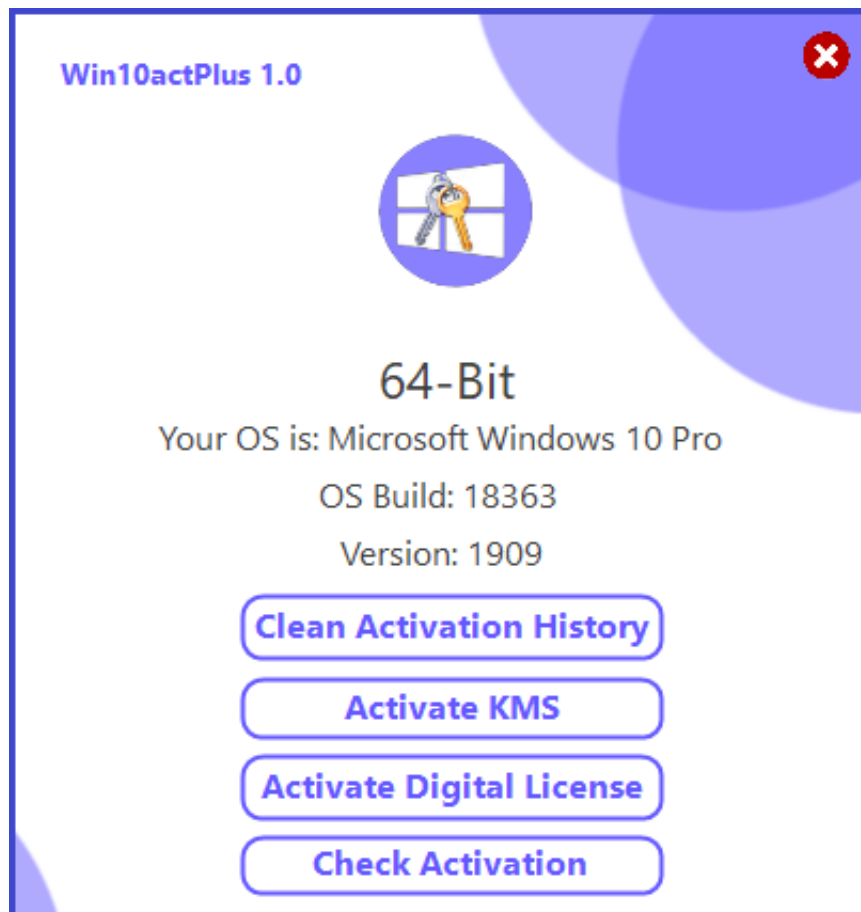 Win10actPlus 1.0
64-Bit
Your OS is: Microsoft Windows 10 Pro
OS Build: 18363
Version: 1909
Clean Activation History
Activate KMS
Activate Digital License
Check Activation